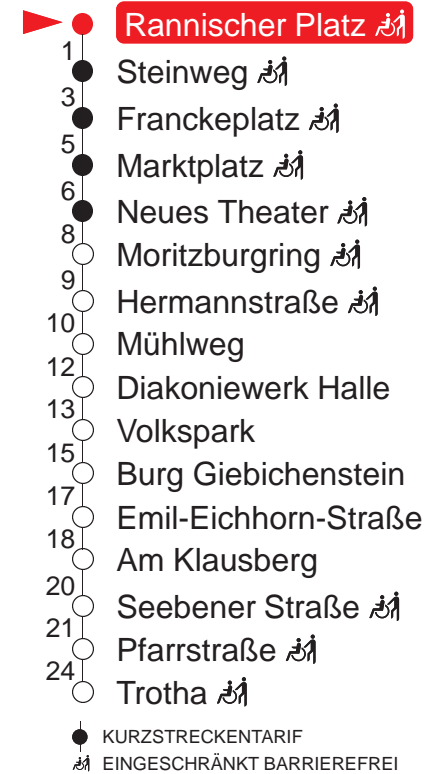 Rannischer Platz
1
Steinweg
3
Franckeplatz
5
Marktplatz
6
Neues Theater
8
Moritzburgring
9
Hermannstraße
10
Mühlweg
12
Diakoniewerk Halle
13
Volkspark
15
Burg Giebichenstein
17
Emil-Eichhorn-Straße
18
Am Klausberg
20
Seebener Straße
21
Pfarrstraße
24
Trotha
KURZSTRECKENTARIF
EINGESCHRÄNKT BARRIEREFREI